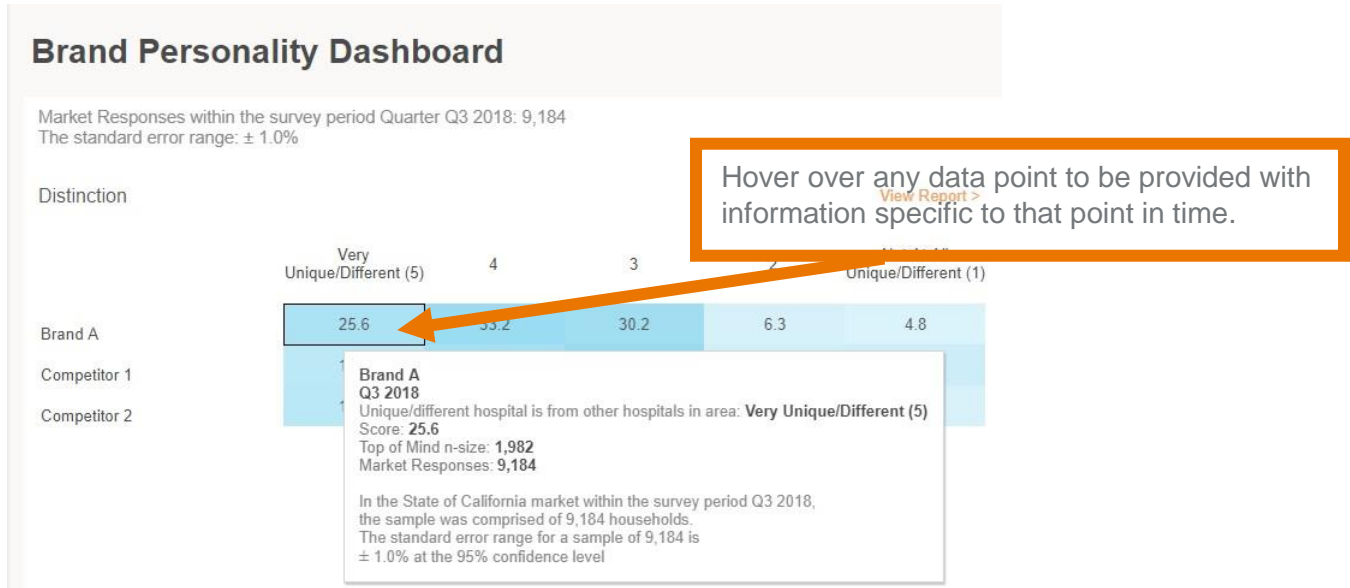 Brand Personality Dashboard
Market Responses within the survey period Quarter Q3 2018: 9,184
The standard error range: ± 1.0%
Hover over any data point to be provided with
information specific to that point in time.
Distinction
View Report >
Very
Unique/Different (5)
4
3
2
Unique/Different (1)
Brand A
25.6
33.2
30.2
6.3
4.8
Competitor 1
Competitor 2
Brand A
Q3 2018
Unique/different hospital is from other hospitals in area: Very Unique/Different (5)
Score: 25.6
Top of Mind n-size: 1,982
Market Responses: 9,184
In the State of California market within the survey period Q3 2018,
the sample was comprised of 9,184 households.
The standard error range for a sample of 9,184 is
± 1.0% at the 95% confidence level